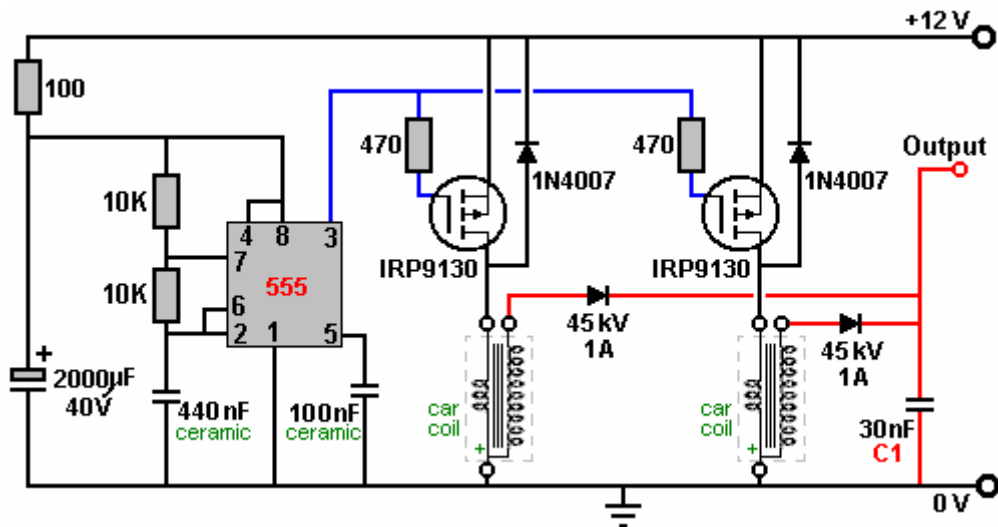 +12 V
100
470
470
Output
1N4007
1N4007
10K
4 8 3
7
IRP9130
IRP9130
10K
555
6
2 1 5
45 kV
1A
45 kV
1A
+
2000µF
40V
440 nF
ceramic
100nF
ceramic
car
coil
+
car
coil
+
30nF
C1
0 V